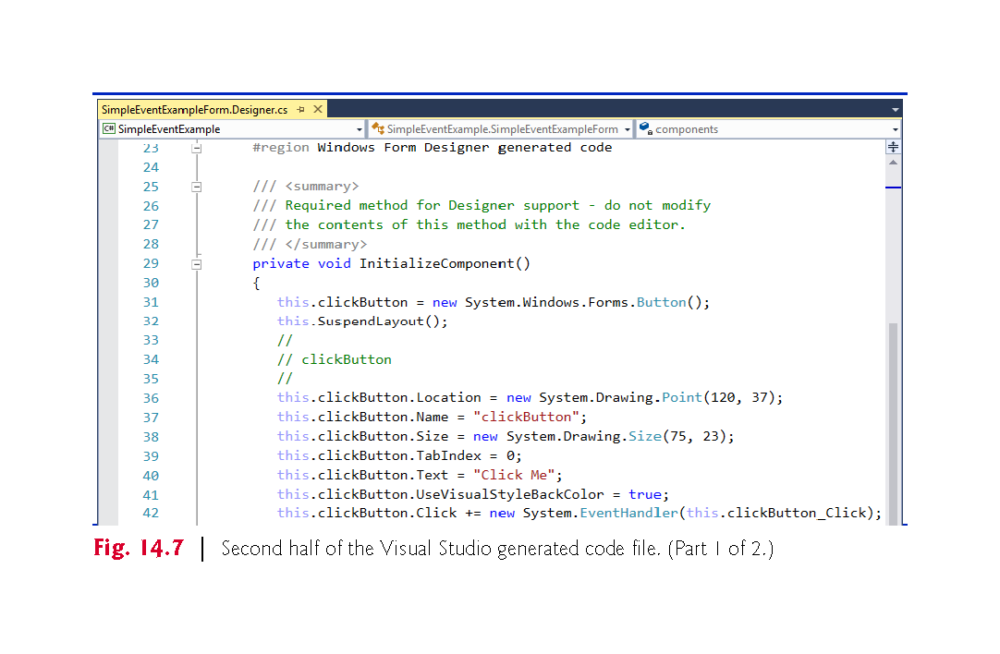 SimpleEventExampleForm.Designer.cs
C# SimpleEventExample SimpleEventExample.SimpleEventExampleForm components
23 #region Windows Form Designer generated code
24
25 /// <summary>
26 /// Required method for Designer support - do not modify
27 /// the contents of this method with the code editor.
28 /// </summary>
29 private void InitializeComponent()
30 {
31 this.clickButton = new System.Windows.Forms.Button();
32 this.SuspendLayout();
33 //
34 // clickButton
35 //
36 this.clickButton.Location = new System.Drawing.Point(120, 37);
37 this.clickButton.Name = "clickButton";
38 this.clickButton.Size = new System.Drawing.Size(75, 23);
39 this.clickButton.TabIndex = 0;
40 this.clickButton.Text = "Click Me";
41 this.clickButton.UseVisualStyleBackColor = true;
42 this.clickButton.Click += new System.EventHandler(this.clickButton_Click);
Fig. 14.7 | Second half of the Visual Studio generated code file. (Part 1 of 2.)